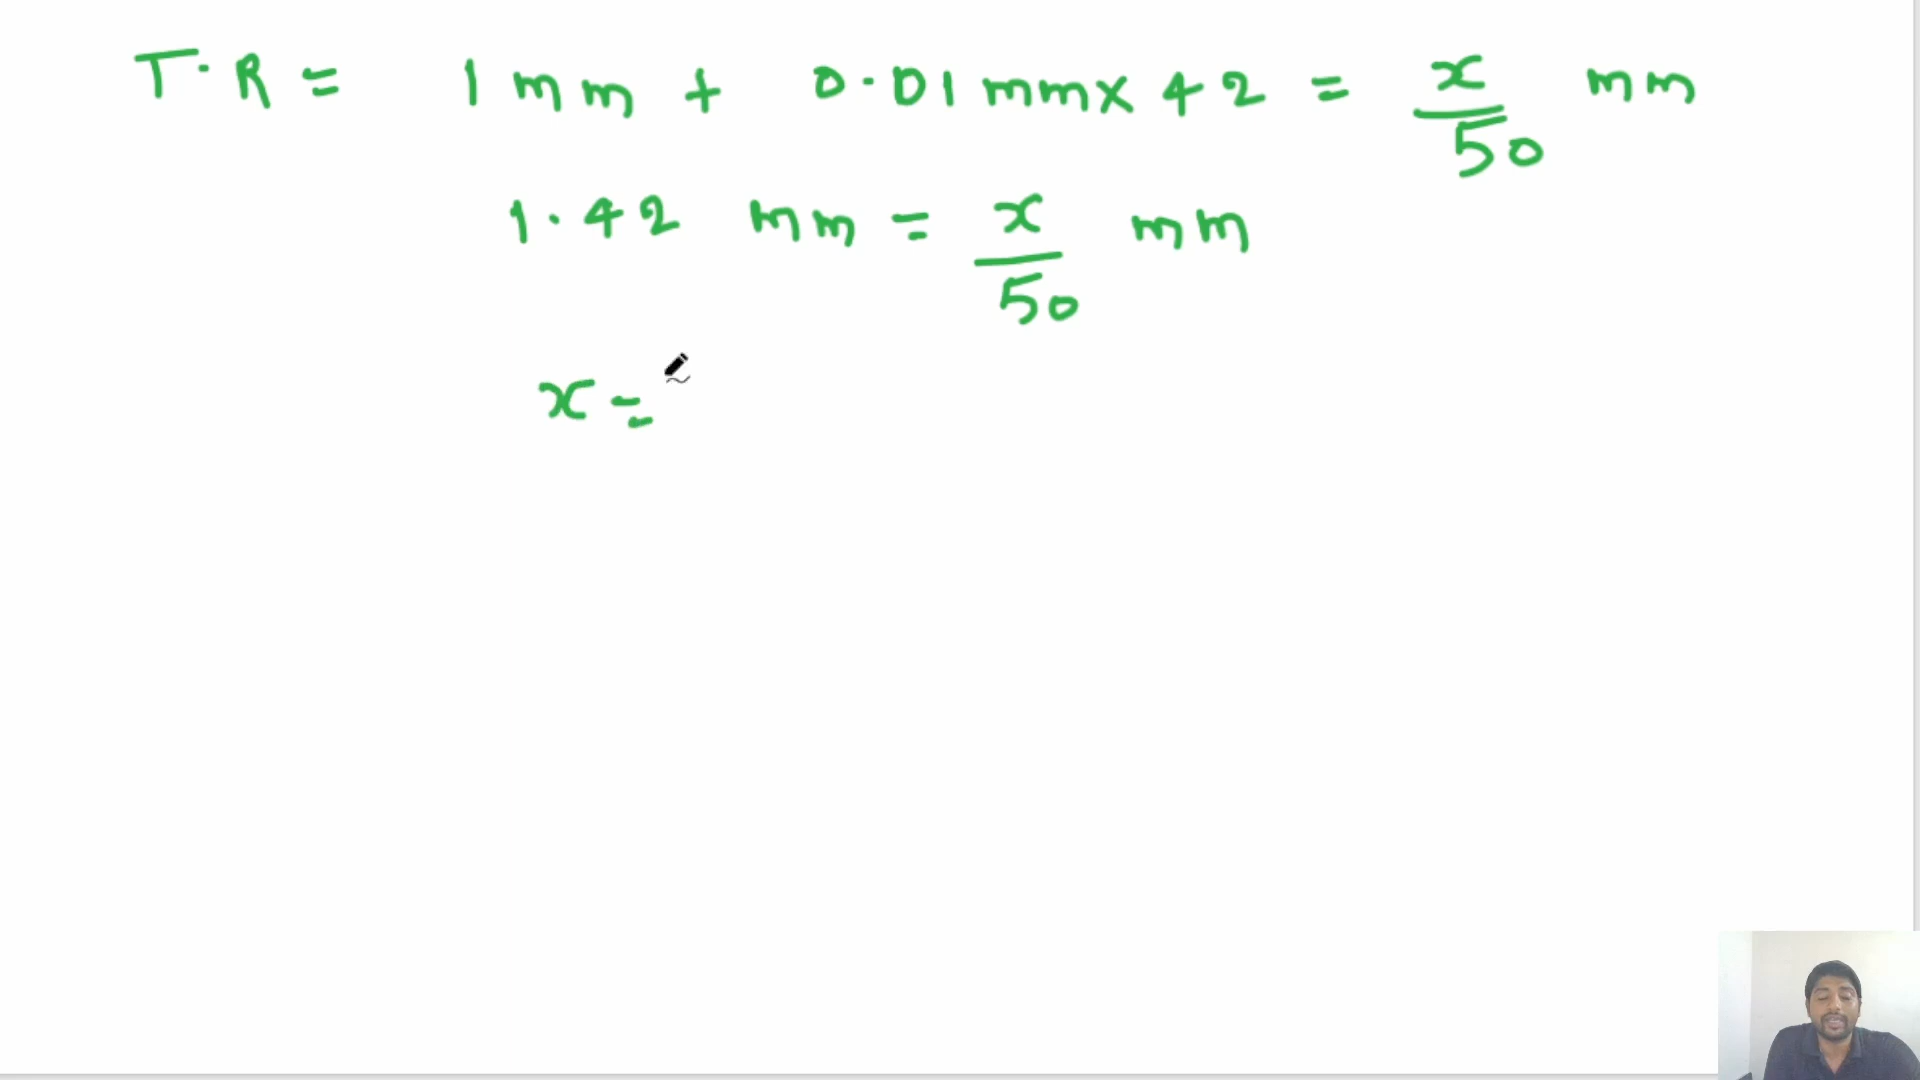 T.R = 1 mm + 0.01 mm x 42 = x/50 mm
1.42 mm = x/50 mm
x =